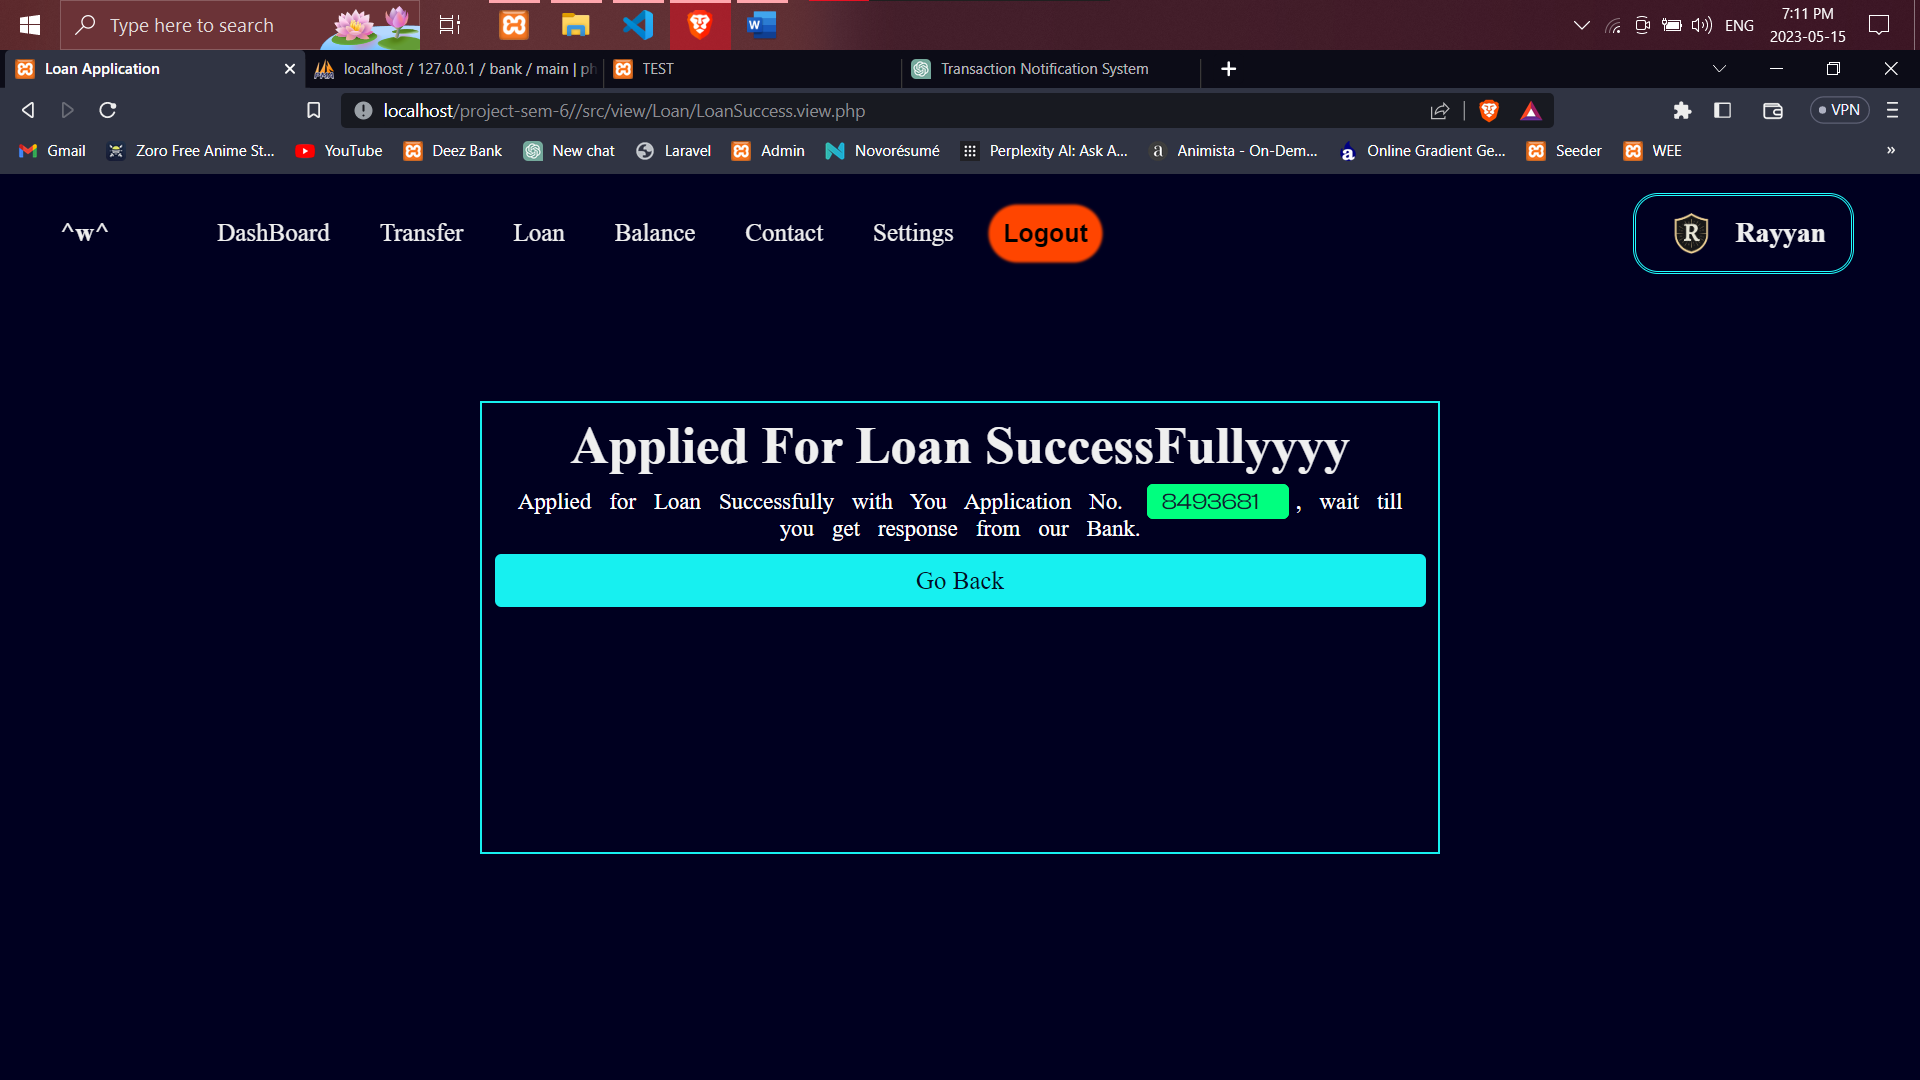 Type here to search
W
ENG
7:11 PM
2023-05-15
Loan Application
localhost / 127.0.0.1 / bank / main | ph
TEST
Transaction Notification System
localhost/project-sem-6//src/view/Loan/LoanSuccess.view.php
VPN
Gmail
Zoro Free Anime St...
YouTube
Deez Bank
New chat
Laravel
Admin
Novorésumé
Perplexity AI: Ask A...
Animista - On-Dem...
Online Gradient Ge...
Seeder
WEE
»
^w^
DashBoard
Transfer
Loan
Balance
Contact
Settings
Logout
R
Rayyan
Applied For Loan SuccessFullyyyy
Applied for Loan Successfully with You Application No. 8493681 , wait till
you get response from our Bank.
Go Back